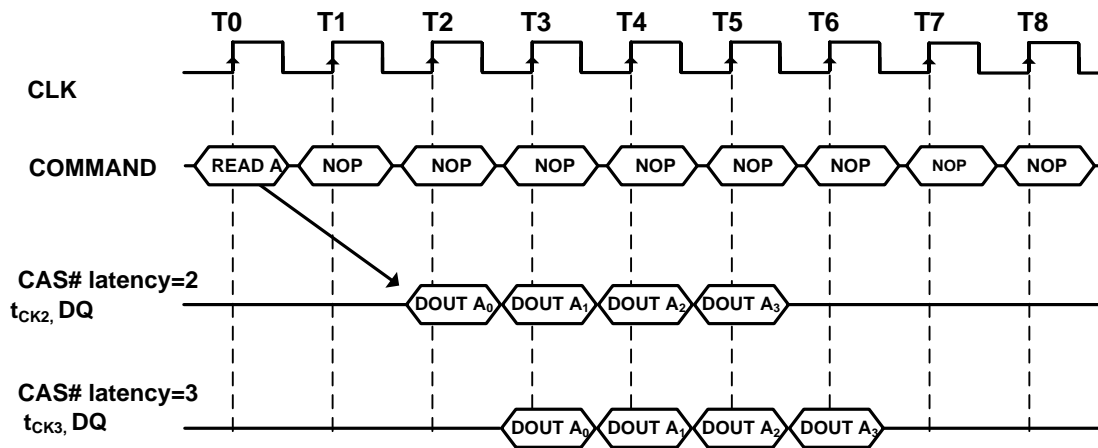 T0 T1 T2 T3 T4 T5 T6 T7 T8
CLK
COMMAND READ A NOP NOP NOP NOP NOP NOP NOP NOP
CAS# latency=2
tCK2, DQ DOUT A0 DOUT A1 DOUT A2 DOUT A3
CAS# latency=3
tCK3, DQ DOUT A0 DOUT A1 DOUT A2 DOUT A3